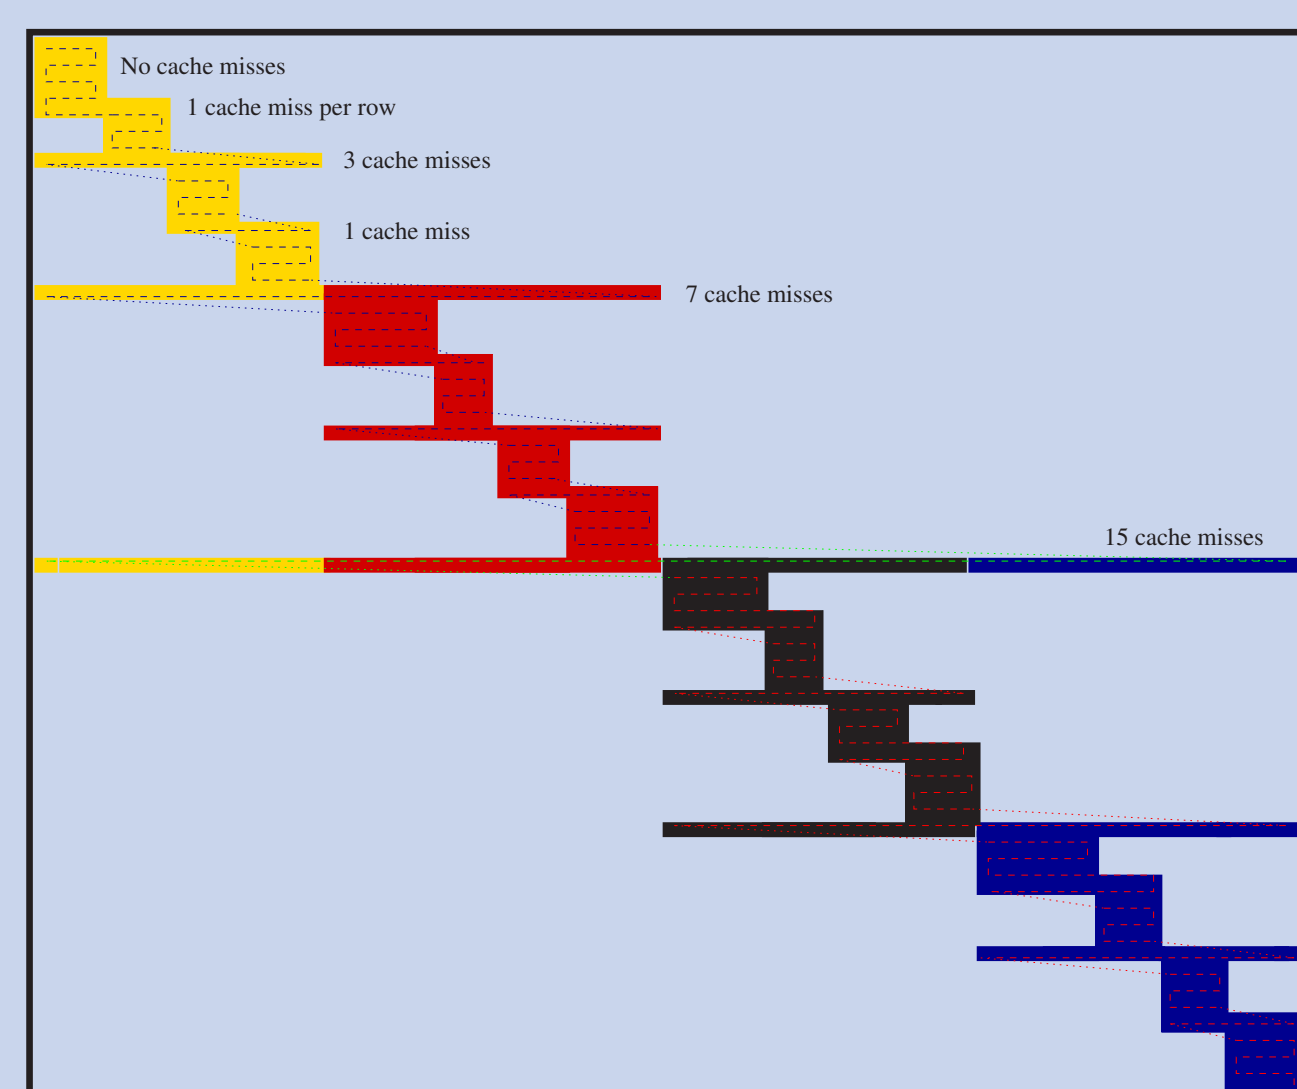 No cache misses
1 cache miss per row
3 cache misses
1 cache miss
7 cache misses
15 cache misses